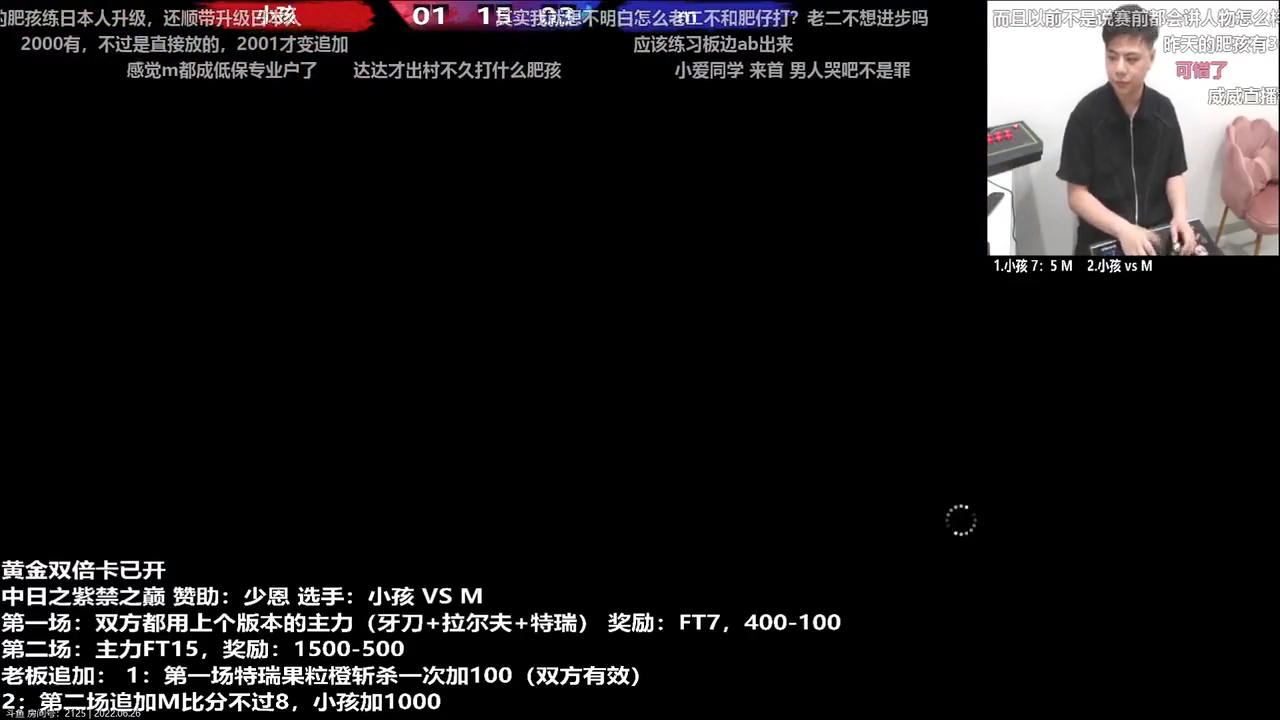 的肥孩练日本人升级，还顺带升级日本人
小孩
01 15 03
m
其实我就想不明白怎么老二不和肥仔打？老二不想进步吗
而且以前不是说赛前都会讲人物怎么
2000有，不过是直接放的，2001才变追加
应该练习板边ab出来
昨天的肥孩有3
感觉m都成低保专业户了
达达才出村不久打什么肥孩
小爱同学 来首 男人哭吧不是罪
可惜了
威威直播
1.小孩 7：5 M 2.小孩 vs M
黄金双倍卡已开
中日之紫禁之巅 赞助：少恩 选手：小孩 VS M
第一场：双方都用上个版本的主力（牙刀+拉尔夫+特瑞） 奖励：FT7，400-100
第二场：主力FT15，奖励：1500-500
老板追加： 1：第一场特瑞果粒橙斩杀一次加100（双方有效）
2：第二场追加M比分不过8，小孩加1000
斗鱼 房间号：2125 | 2022.06.26